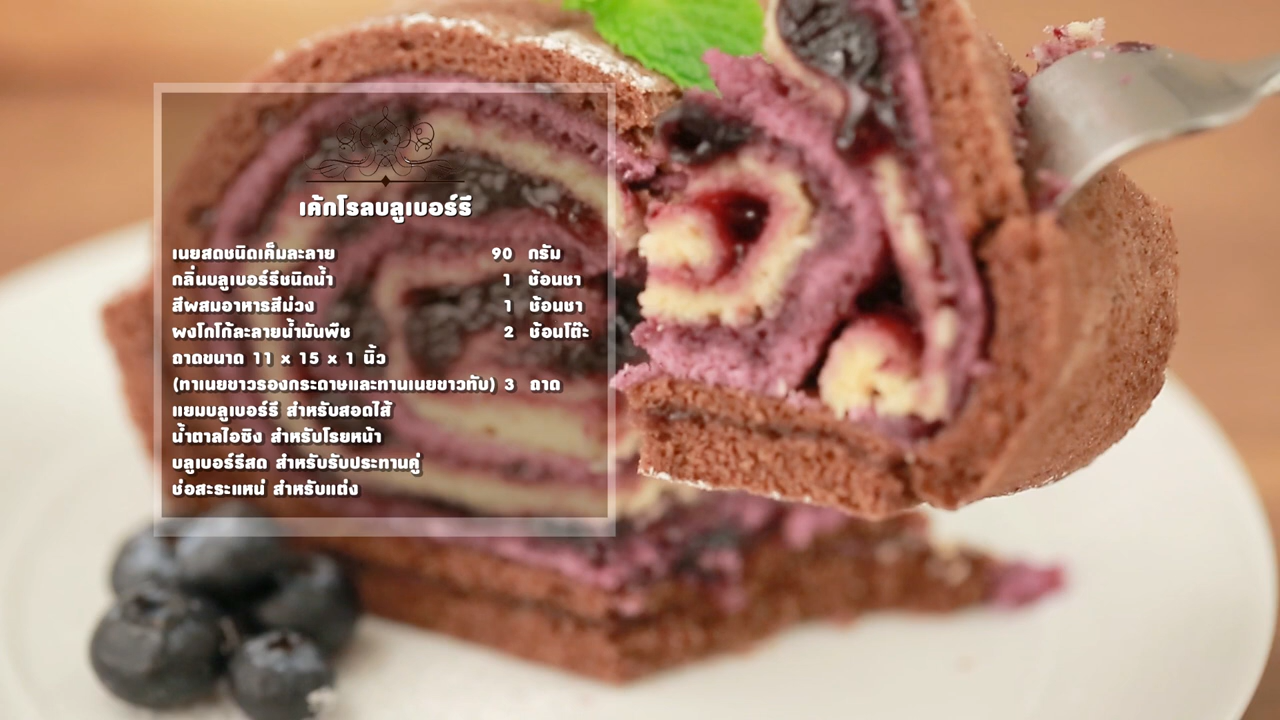 เค้กโรลบลูเบอร์รี
เนยสดชนิดเค็มละลาย 90 กรัม
กลิ่นบลูเบอร์รีชนิดน้ำ 1 ช้อนชา
สีผสมอาหารสีม่วง 1 ช้อนชา
ผงโกโก้ละลายน้ำมันพืช 2 ช้อนโต๊ะ
ถาดขนาด 11 x 15 x 1 นิ้ว
(ทาเนยขาวรองกระดาษและทานเนยขาวทับ) 3 ถาด
แยมบลูเบอร์รี สำหรับสอดไส้
น้ำตาลไอซิง สำหรับโรยหน้า
บลูเบอร์รีสด สำหรับรับประทานคู่
ช่อสะระแหน่ สำหรับแต่ง